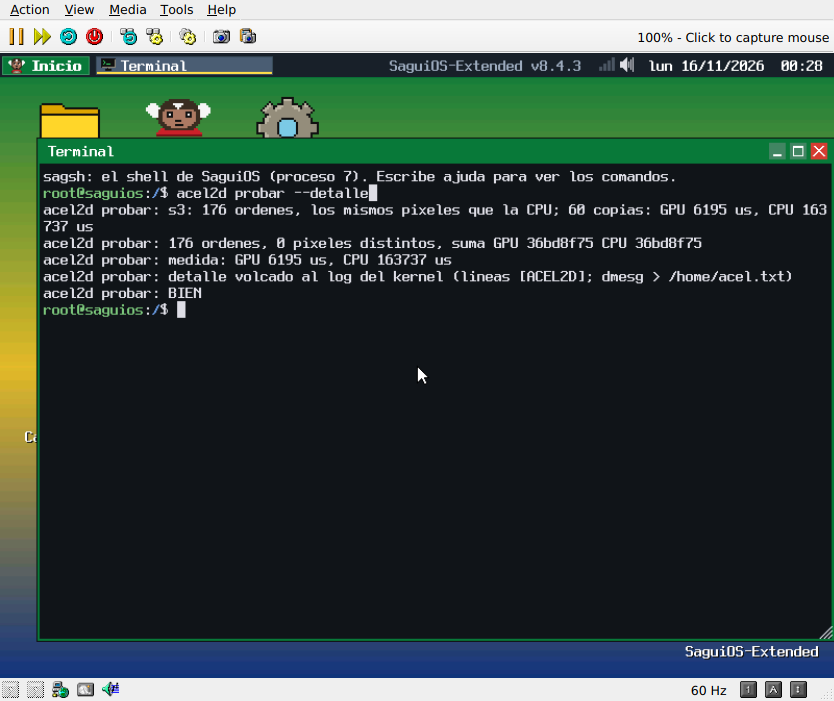 Action View Media Tools Help
100% - Click to capture mouse
Inicio Terminal SaguiOS-Extended v8.4.3 lun 16/11/2026 00:28
Terminal
sagsh: el shell de SaguiOS (proceso 7). Escribe ayuda para ver los comandos.
root@saguios:/$ acel2d probar --detalle
acel2d probar: s3: 176 ordenes, los mismos pixeles que la CPU; 60 copias: GPU 6195 us, CPU 163
737 us
acel2d probar: 176 ordenes, 0 pixeles distintos, suma GPU 36bd8f75 CPU 36bd8f75
acel2d probar: medida: GPU 6195 us, CPU 163737 us
acel2d probar: detalle volcado al log del kernel (lineas [ACEL2D]; dmesg > /home/acel.txt)
acel2d probar: BIEN
root@saguios:/$
SaguiOS-Extended
60 Hz 1 A